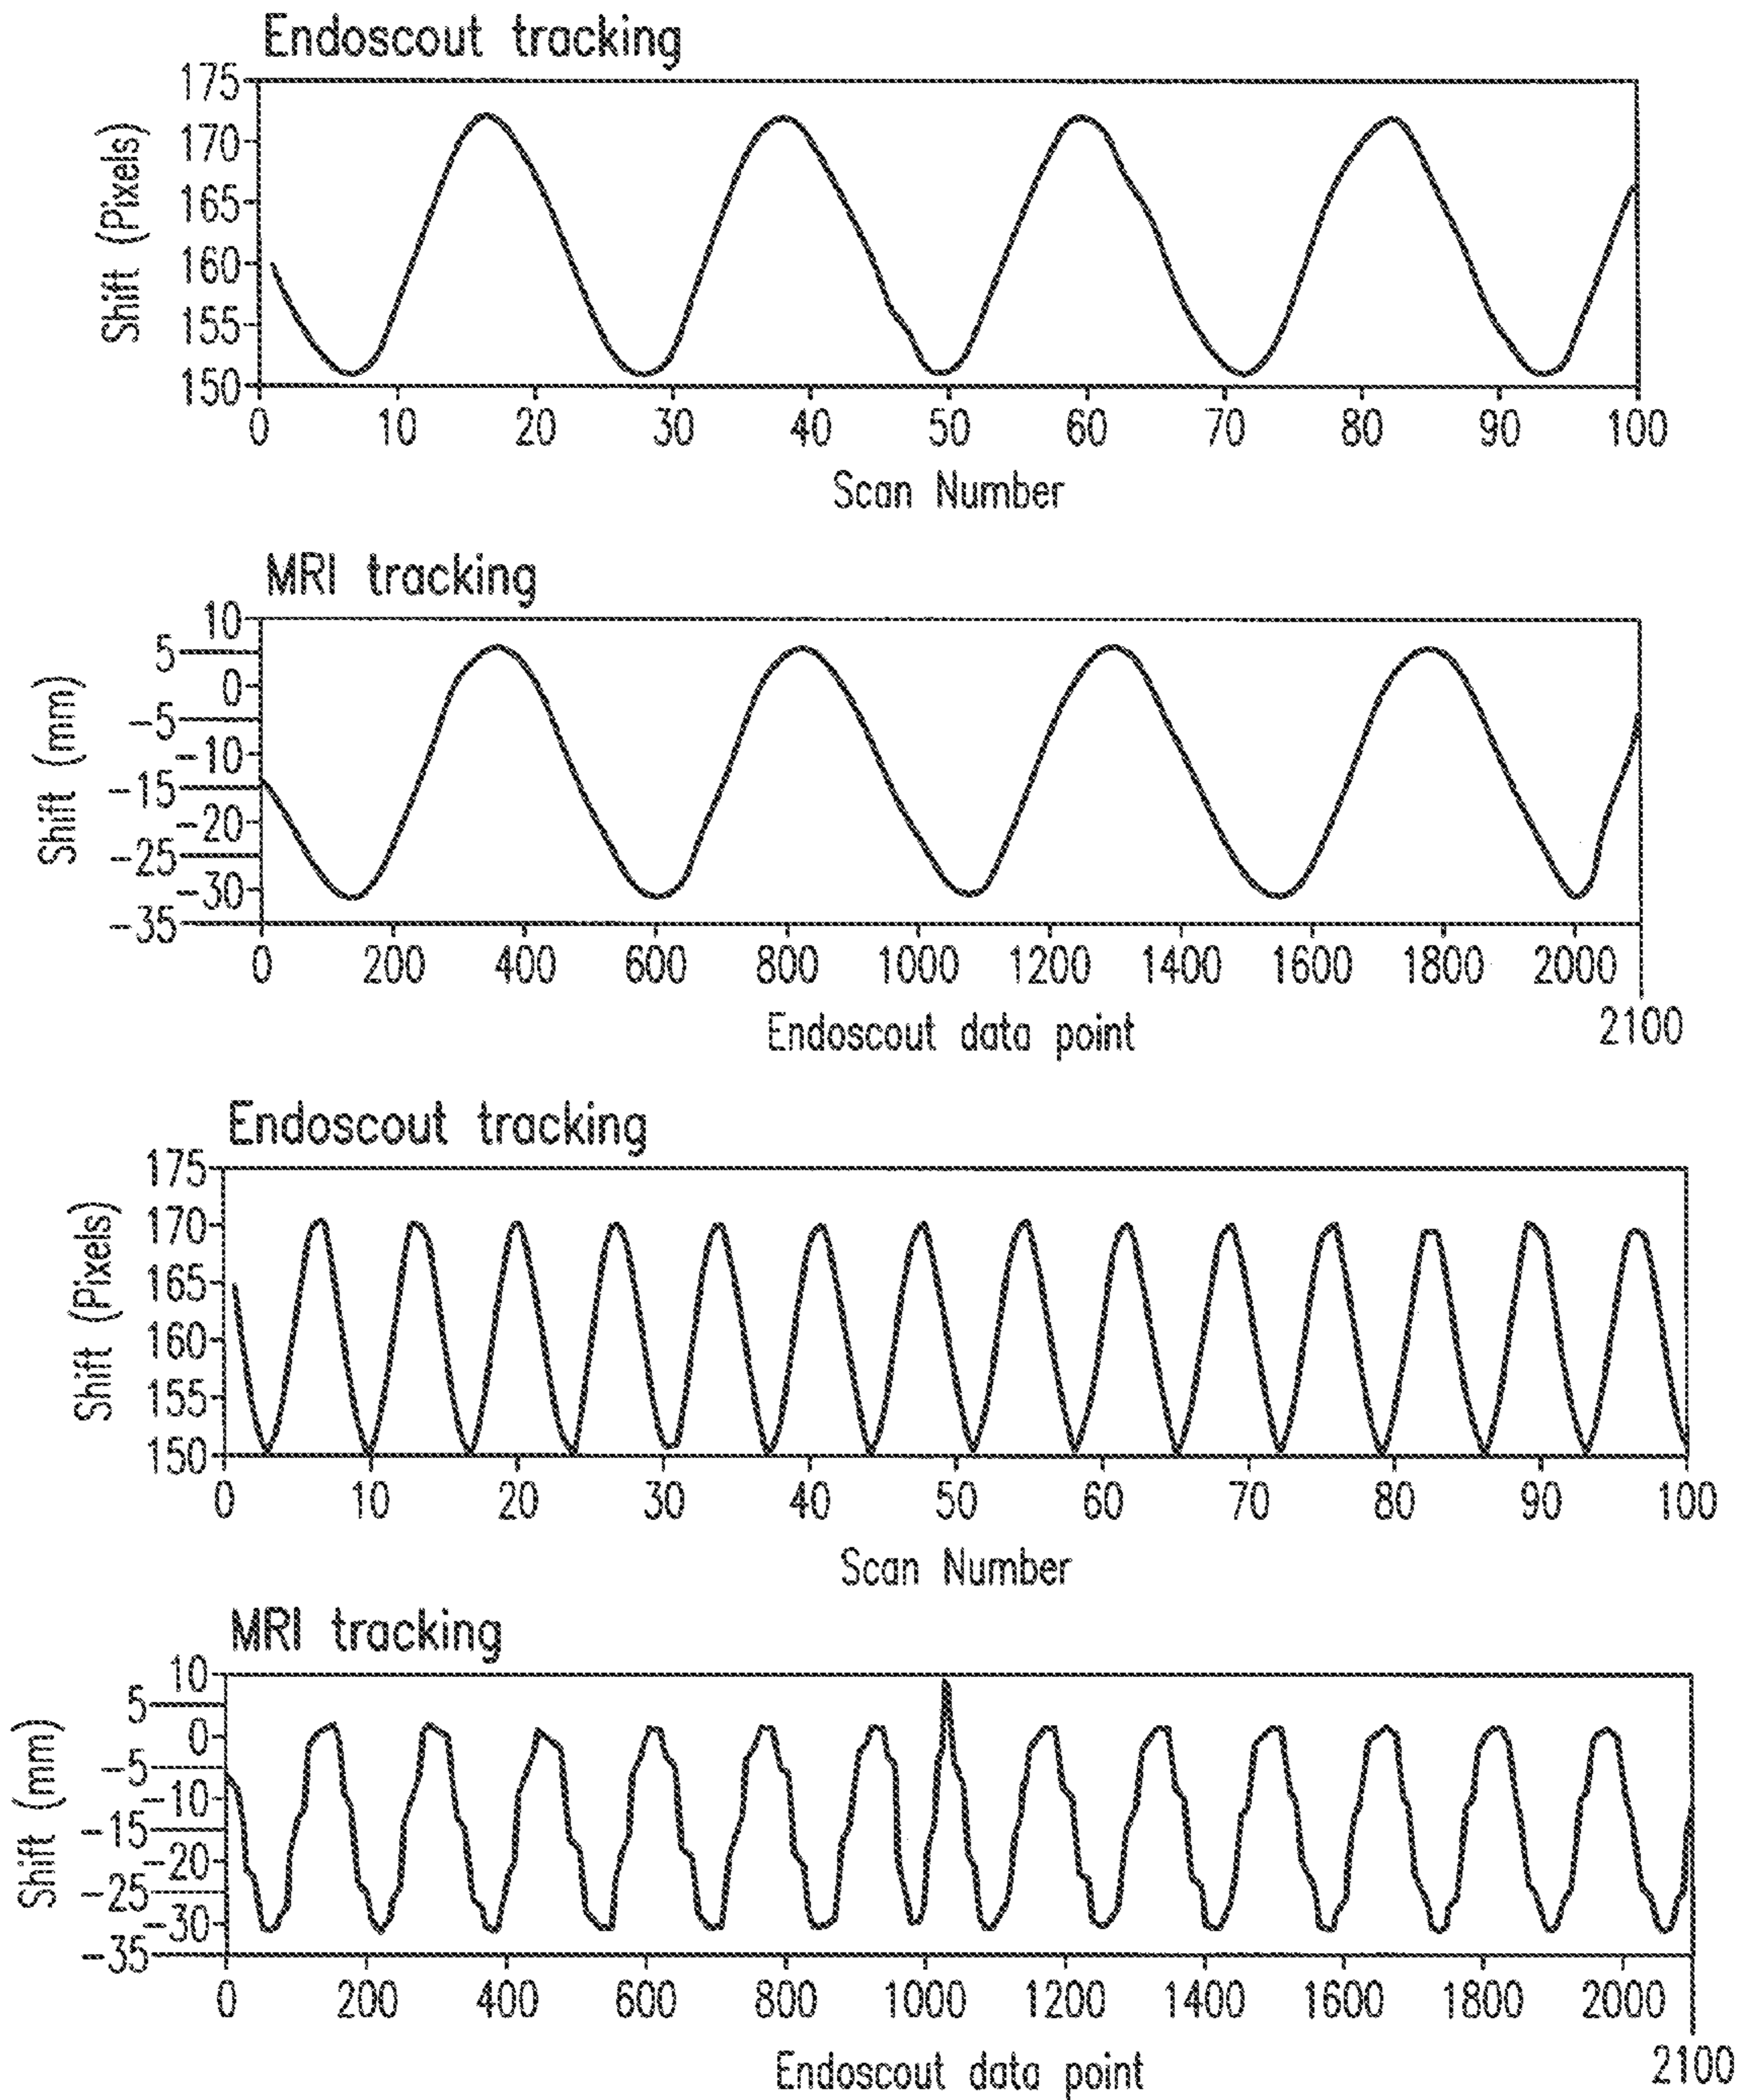 Endoscout tracking
175
170
165
160
155
150
Shift (Pixels)
0 10 20 30 40 50 60 70 80 90 100
Scan Number
MRI tracking
10
5
0
-5
-10
-15
-20
-25
-30
-35
Shift (mm)
0 200 400 600 800 1000 1200 1400 1600 1800 2000
2100
Endoscout data point
Endoscout tracking
175
170
165
160
155
150
Shift (Pixels)
0 10 20 30 40 50 60 70 80 90 100
Scan Number
MRI tracking
10
5
0
-5
-10
-15
-20
-25
-30
-35
Shift (mm)
0 200 400 600 800 1000 1200 1400 1600 1800 2000
2100
Endoscout data point